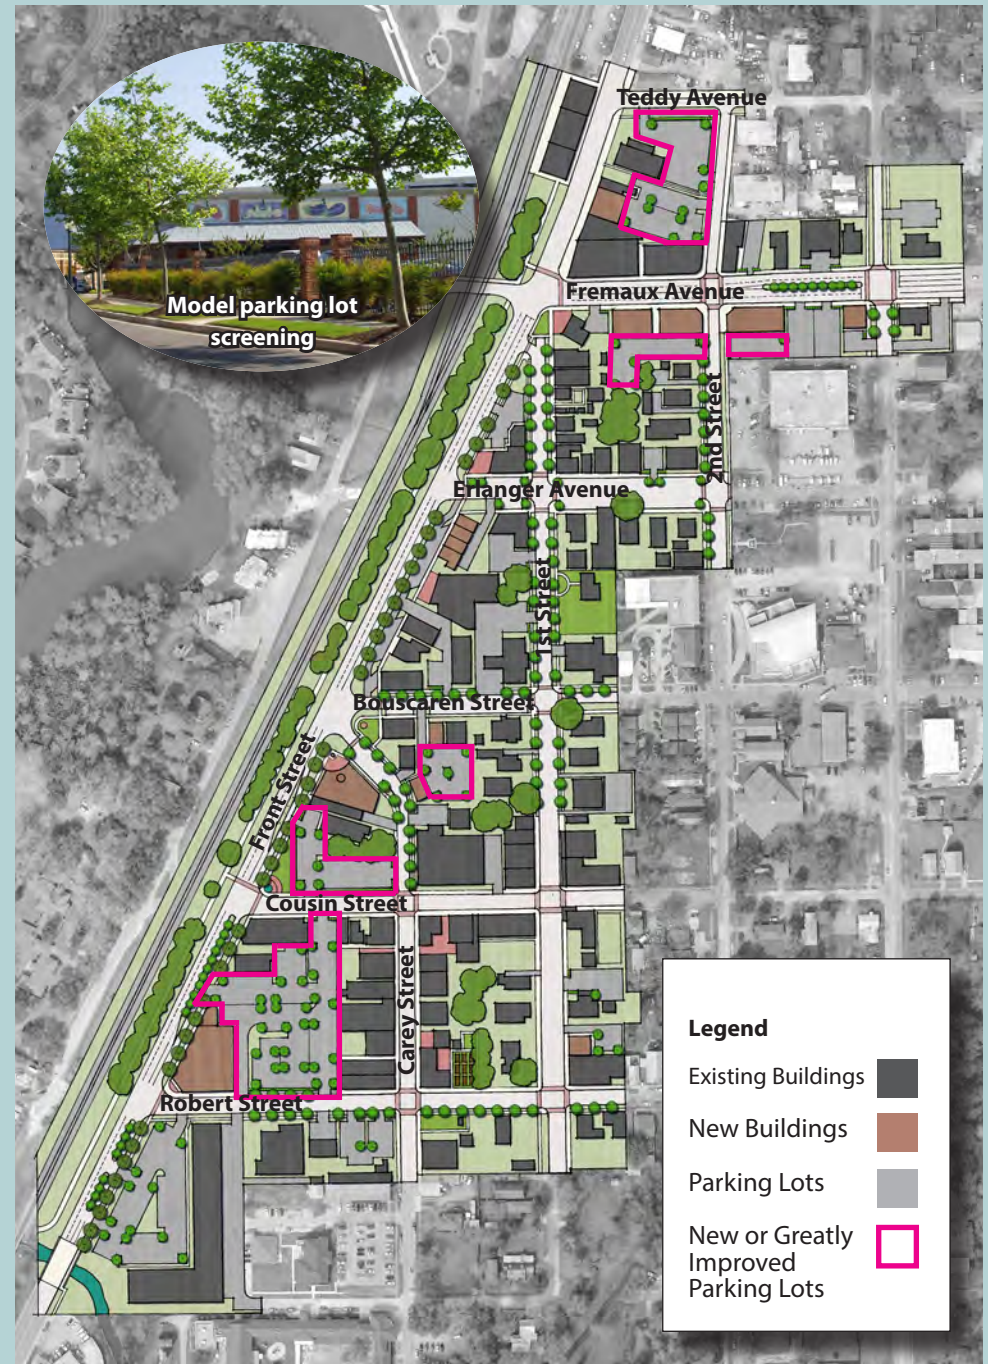 Model parking lot
screening
Teddy Avenue
Fremaux Avenue
2nd Street
Erlanger Avenue
1st Street
Bouscaren Street
Front Street
Cousin Street
Carey Street
Robert Street
Legend
Existing Buildings
New Buildings
Parking Lots
New or Greatly
Improved
Parking Lots